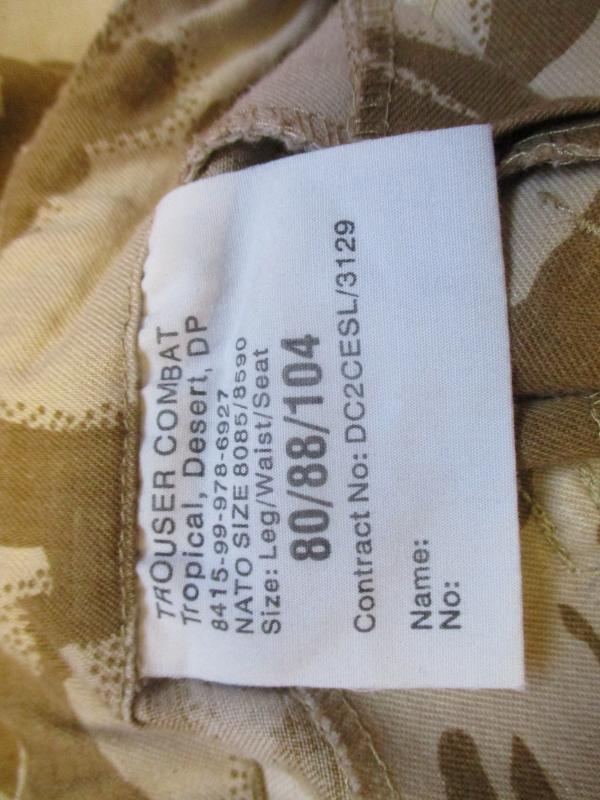 TROUSER COMBAT
Tropical, Desert, DP
8415-99-978-6927
NATO SIZE 8085/8590
Size: Leg/Waist/Seat
80/88/104
Contract No: DC2CESL/3129
Name:
No: